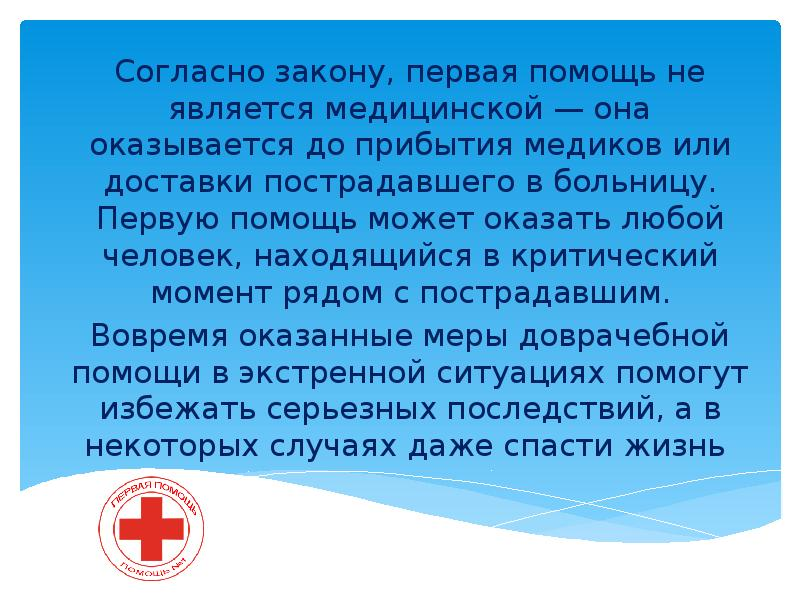 Согласно закону, первая помощь не
является медицинской — она
оказывается до прибытия медиков или
доставки пострадавшего в больницу.
Первую помощь может оказать любой
человек, находящийся в критический
момент рядом с пострадавшим.
Вовремя оказанные меры доврачебной
помощи в экстренной ситуациях помогут
избежать серьезных последствий, а в
некоторых случаях даже спасти жизнь
ПЕРВАЯ ПОМОЩЬ
ПОМОЩЬ №1